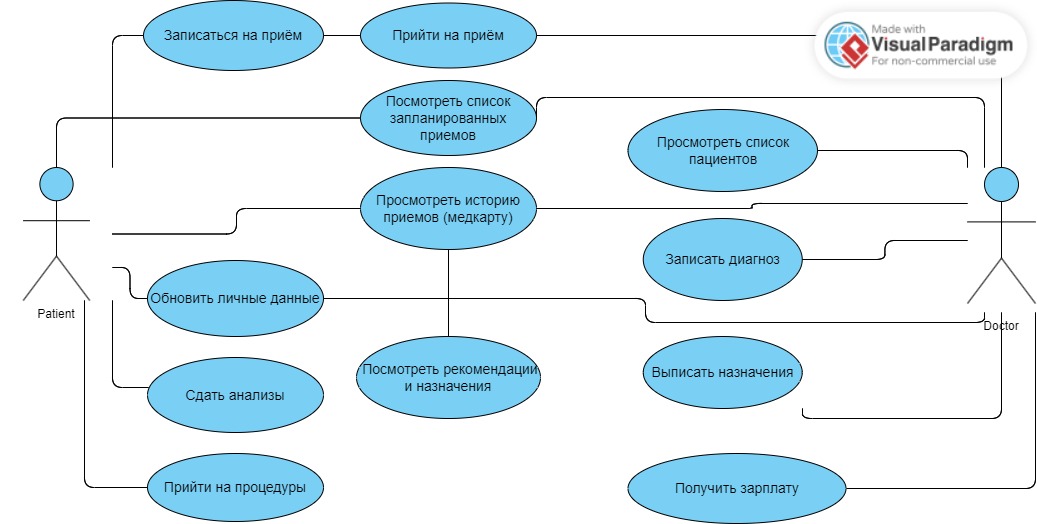 Записаться на приём
Прийти на приём
Made with
Visual Paradigm
For non-commercial use
Посмотреть список
запланированных
приемов
Просмотреть список
пациентов
Просмотреть историю
приемов (медкарту)
Записать диагноз
Обновить личные данные
Patient
Doctor
Посмотреть рекомендации
и назначения
Выписать назначения
Сдать анализы
Прийти на процедуры
Получить зарплату